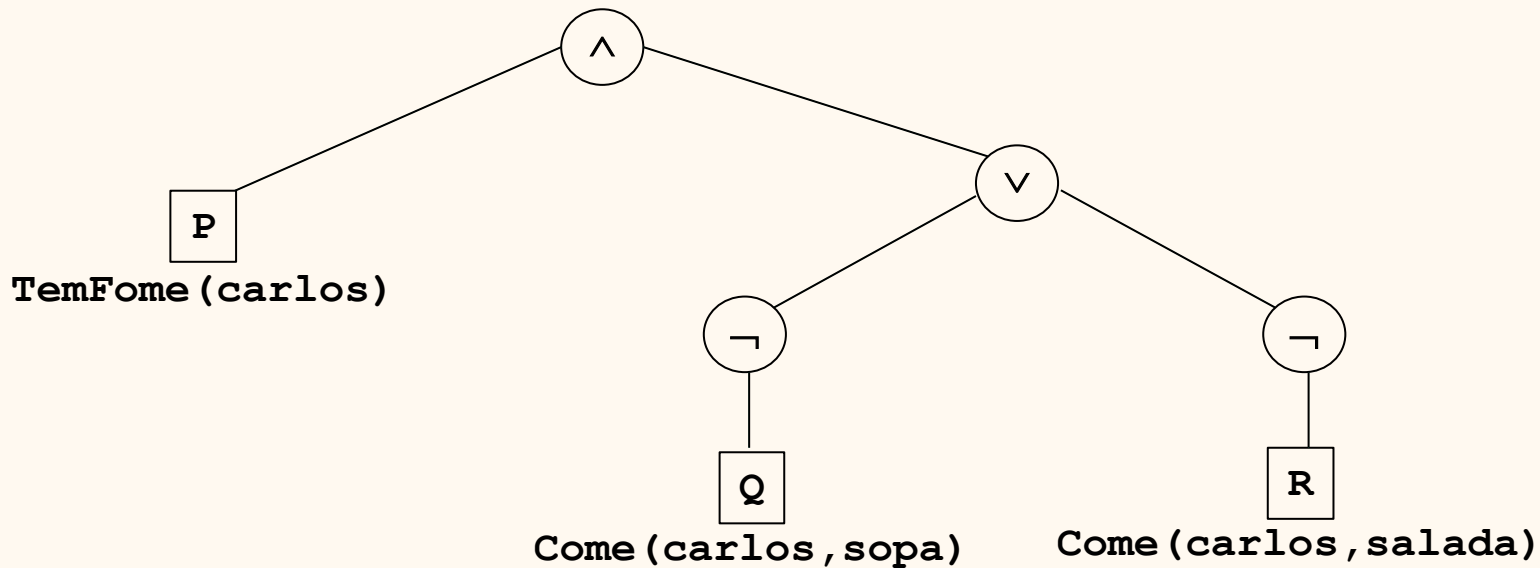 ∧
∨
P
TemFome(carlos)
¬
¬
Q
R
Come(carlos,sopa)
Come(carlos,salada)